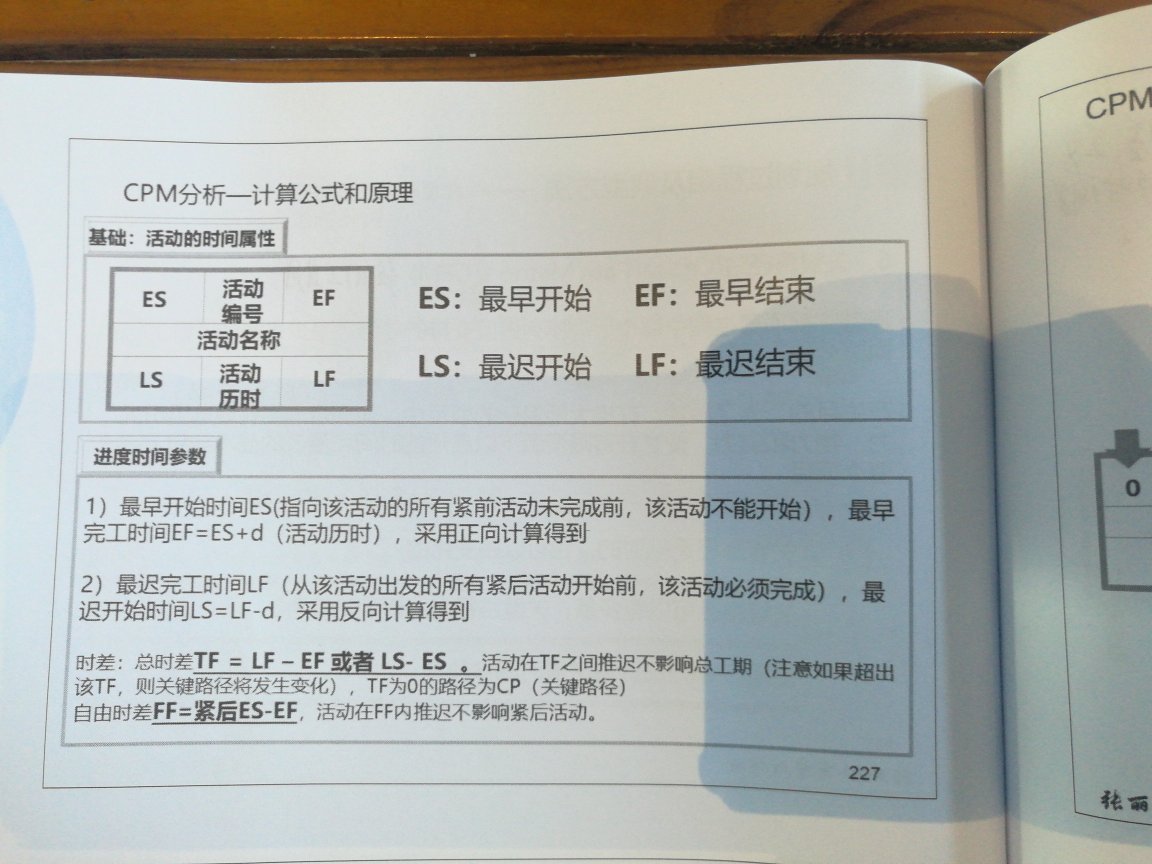 CPM分析—计算公式和原理
基础：活动的时间属性
ES 活动编号 EF
活动名称
LS 活动历时 LF
ES：最早开始 EF：最早结束
LS：最迟开始 LF：最迟结束
进度时间参数
1）最早开始时间ES(指向该活动的所有紧前活动未完成前，该活动不能开始），最早
完工时间EF=ES+d（活动历时），采用正向计算得到
2）最迟完工时间LF（从该活动出发的所有紧后活动开始前，该活动必须完成），最
迟开始时间LS=LF-d，采用反向计算得到
时差：总时差TF = LF – EF 或者 LS- ES 。活动在TF之间推迟不影响总工期（注意如果超出
该TF，则关键路径将发生变化），TF为0的路径为CP（关键路径）
自由时差FF=紧后ES-EF，活动在FF内推迟不影响紧后活动。
227
CPM
0
张丽